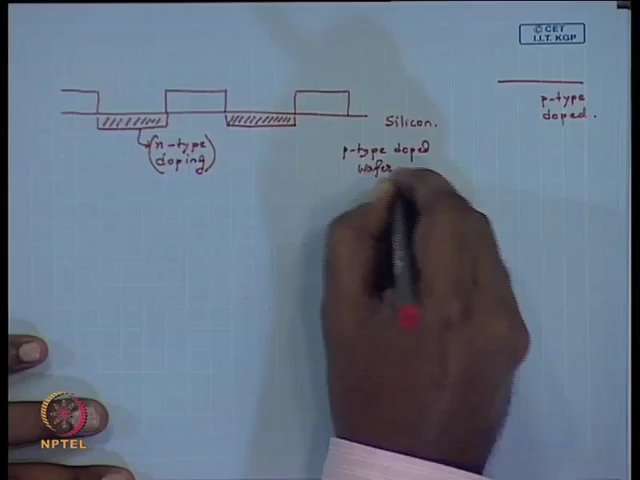 © CET
I.I.T. KGP
p-type
doped.
Silicon.
(n-type
doping)
p-type doped
wafer
NPTEL